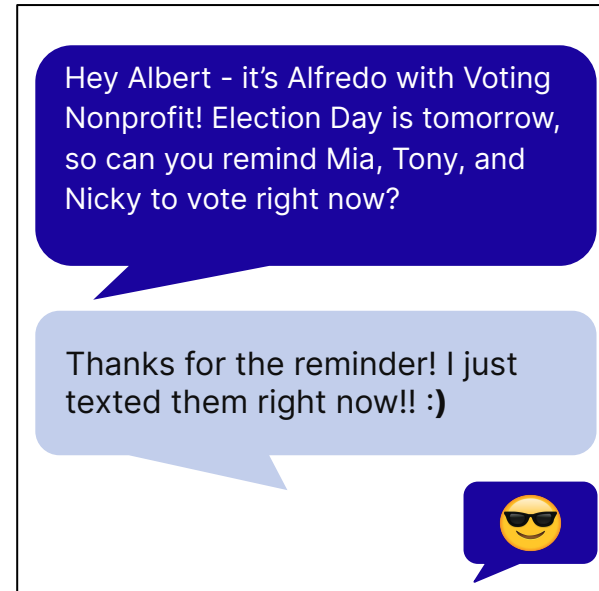 Hey Albert - it’s Alfredo with Voting
Nonprofit! Election Day is tomorrow,
so can you remind Mia, Tony, and
Nicky to vote right now?
Thanks for the reminder! I just
texted them right now!! :)
😎